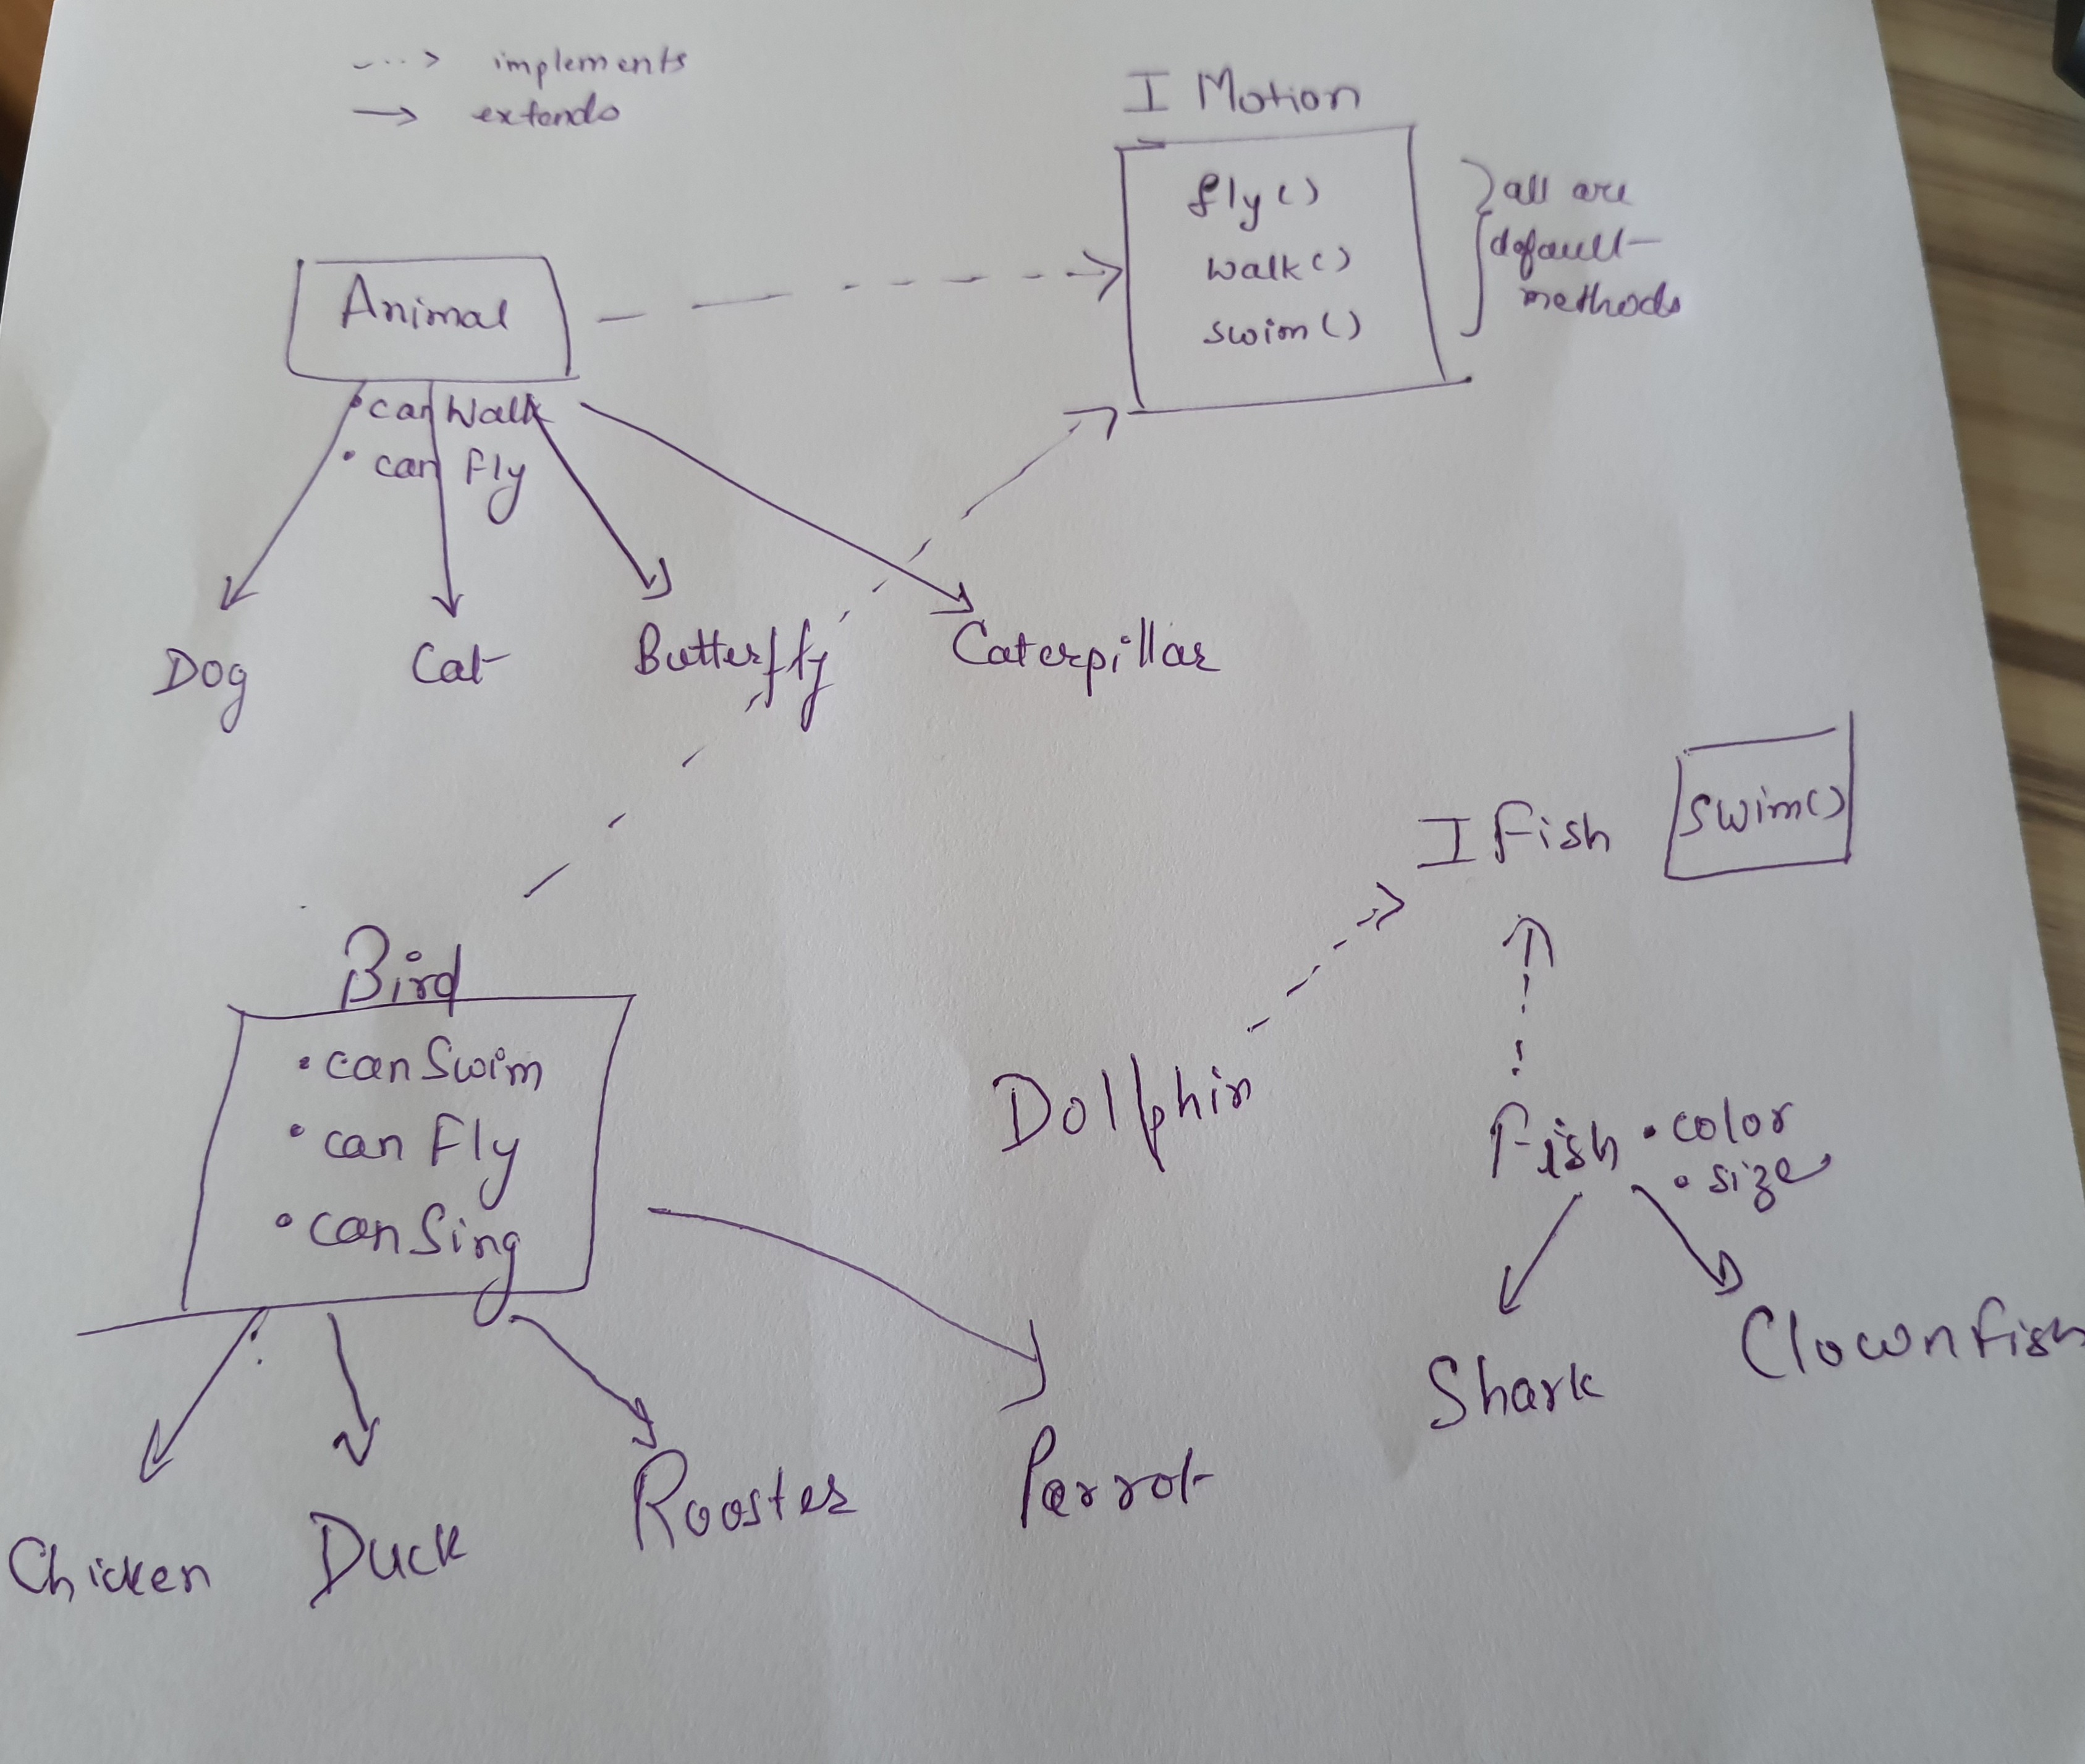 ---> implements
→ extends
I Motion
fly()
walk()
swim()
} all are
default
methods
Animal
• can Walk
• can Fly
Dog
Cat
Butterfly
Caterpillar
I Fish
swim()
Bird
• can Swim
• can Fly
• can Sing
Dolphin
Fish • color
• size
Shark
Clownfish
Chicken
Duck
Rooster
Parrot